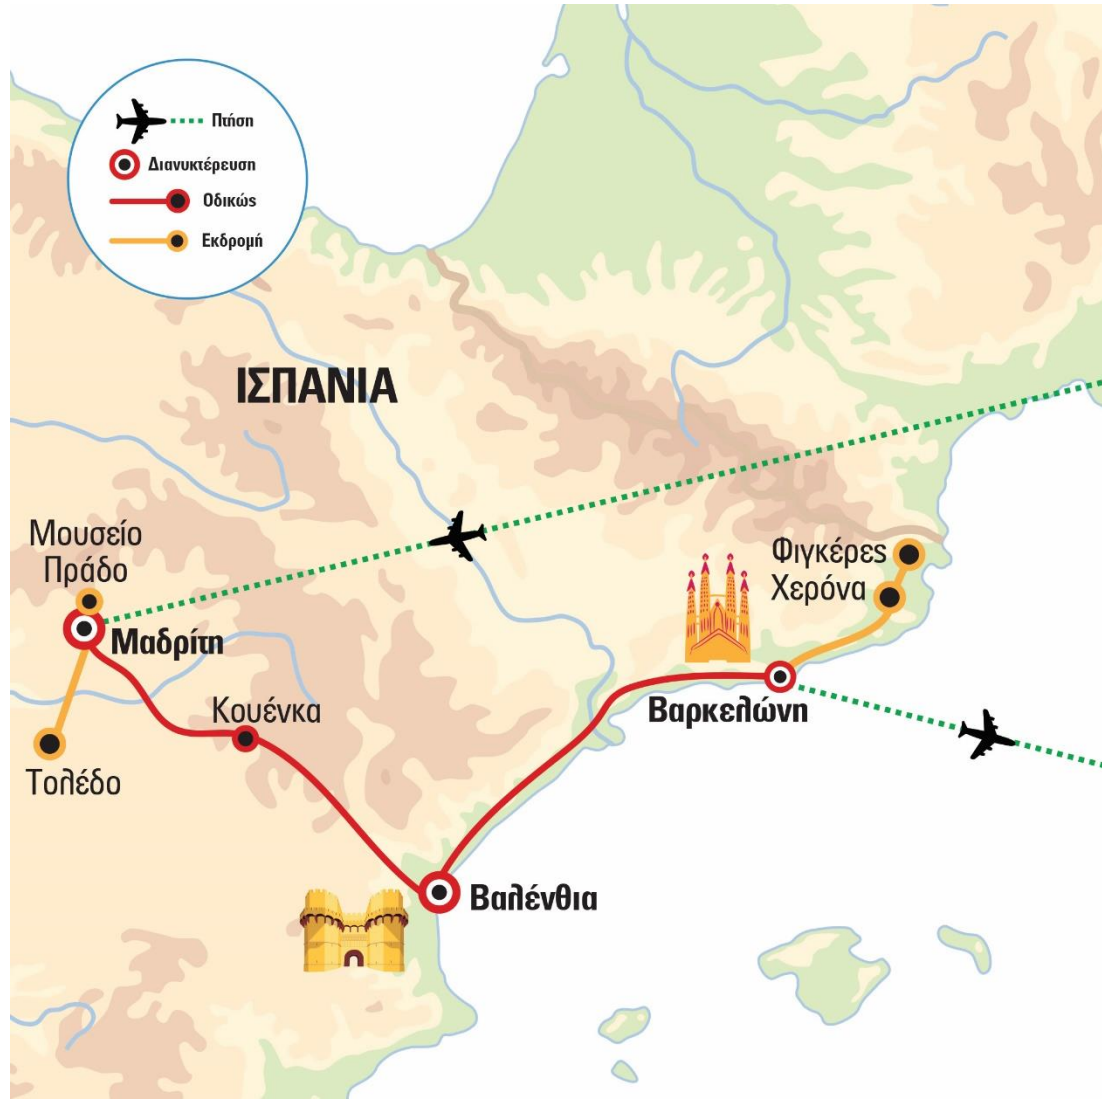 Πτήση
Διανυκτέρευση
Οδικώς
Εκδρομή
ΙΣΠΑΝΙΑ
Μουσείο
Πράδο
Μαδρίτη
Φιγκέρες
Χερόνα
Κουένκα
Βαρκελώνη
Τολέδο
Βαλένθια